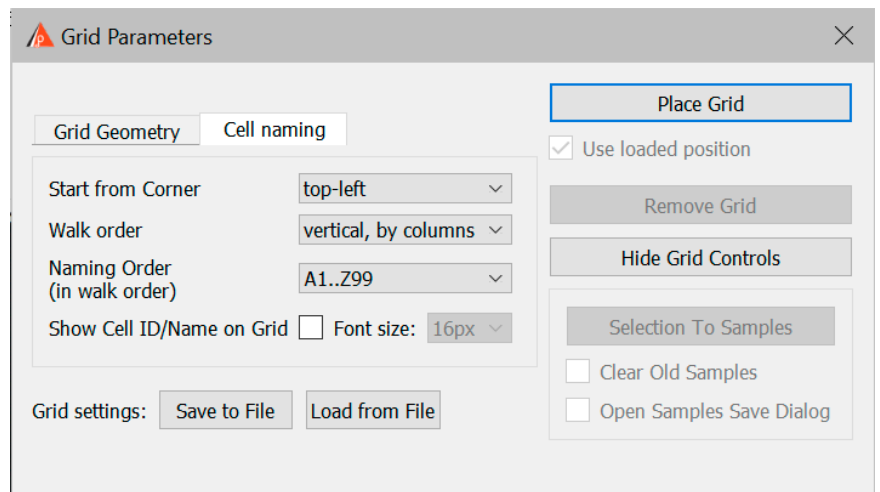 Grid Parameters
Grid Geometry
Cell naming
Start from Corner
top-left
Walk order
vertical, by columns
Naming Order
(in walk order)
A1..Z99
Show Cell ID/Name on Grid
Font size:
16px
Grid settings:
Save to File
Load from File
Place Grid
Use loaded position
Remove Grid
Hide Grid Controls
Selection To Samples
Clear Old Samples
Open Samples Save Dialog